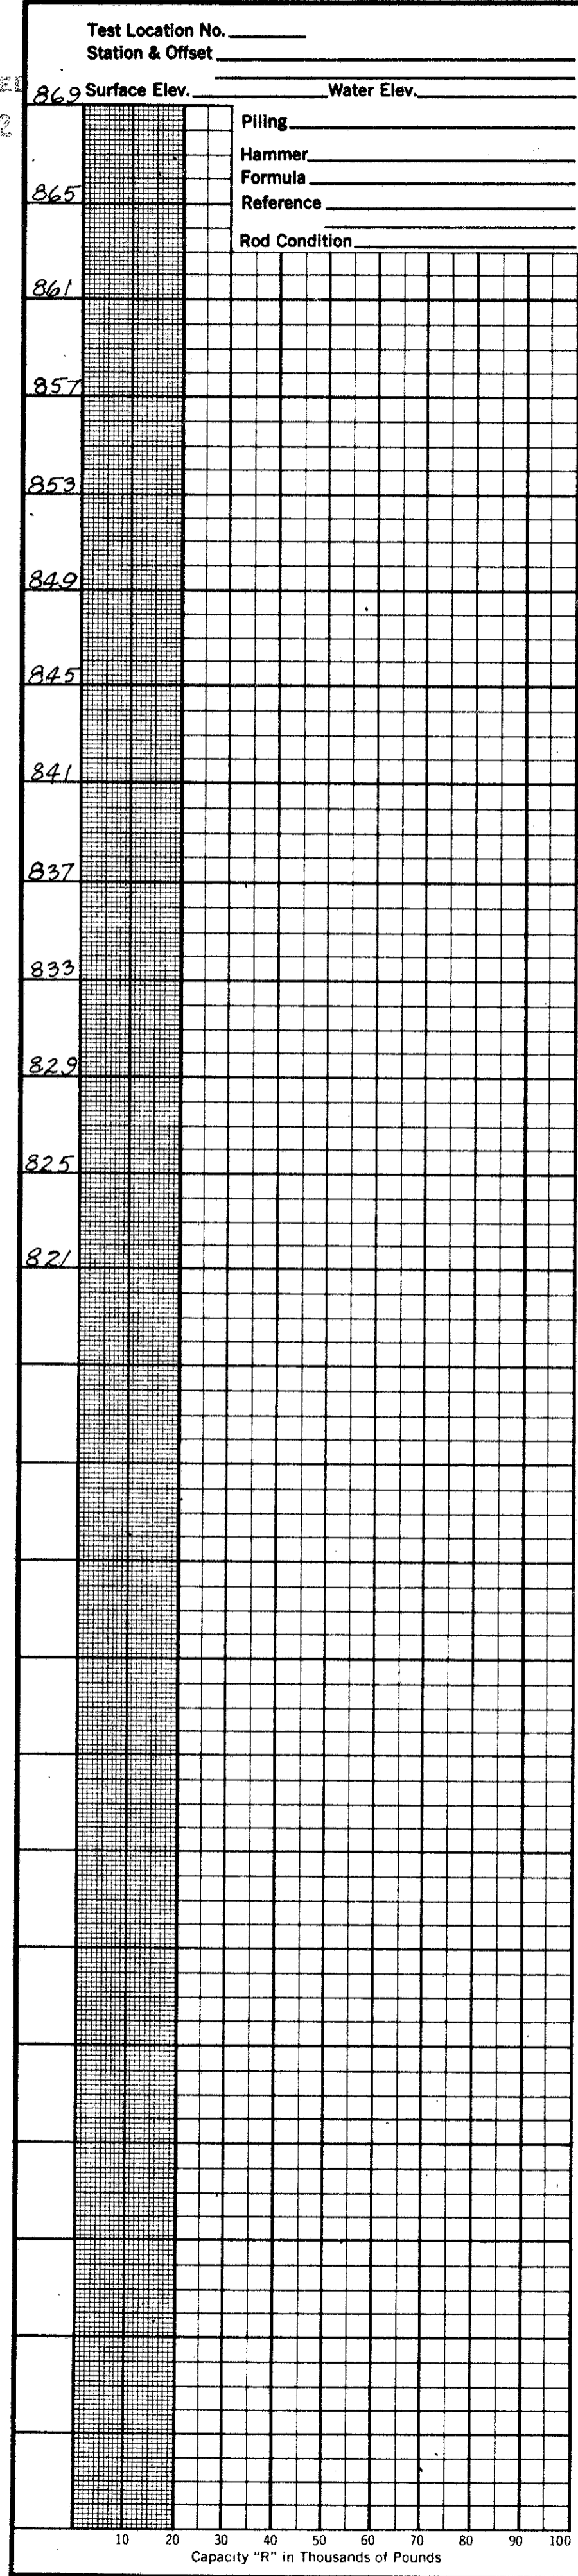 Test Location No.
Station & Offset
869 Surface Elev. Water Elev.
Piling
Hammer
Formula
865
Reference
Rod Condition
861
857
853
849
845
841
837
833
829
825
821
10 20 30 40 50 60 70 80 90 100
Capacity "R" in Thousands of Pounds